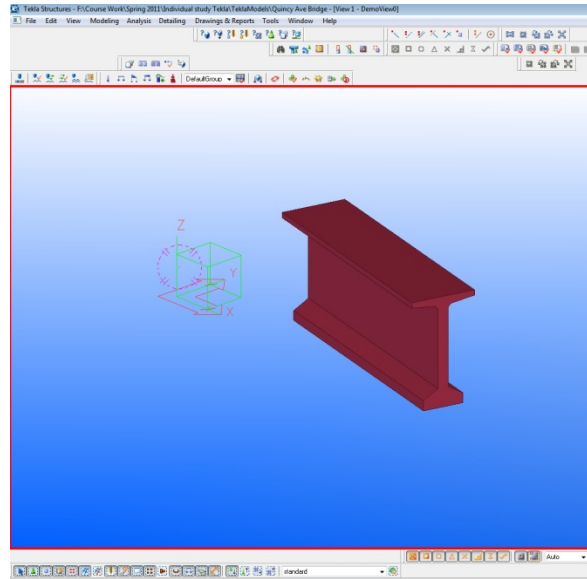 Tekla Structures - F:\Course Work\Spring 2011\Individual study Tekla\TeklaModels\Quincy Ave Bridge - [View 1 - DemoView0]
File Edit View Modeling Analysis Detailing Drawings & Reports Tools Window Help
DefaultGroup
Z
Y
X
Auto
standard